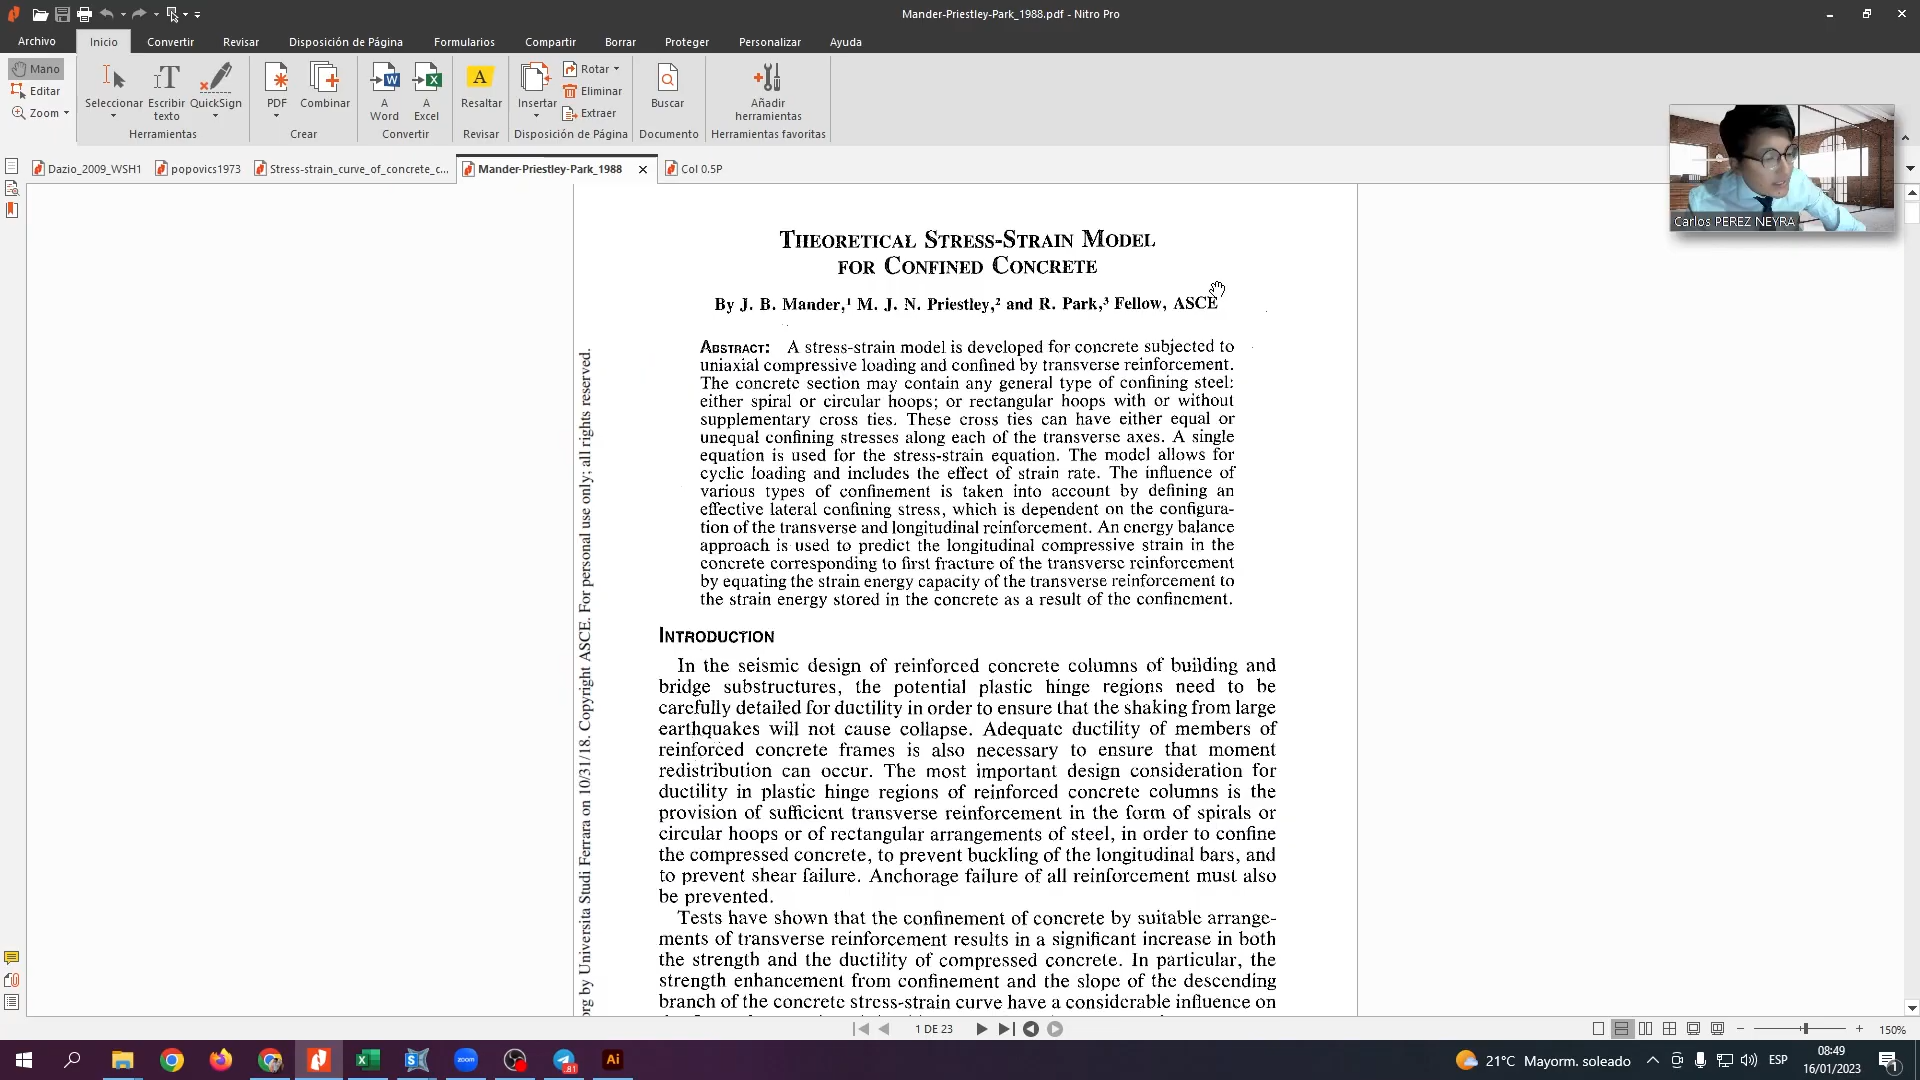 Mander-Priestley-Park_1988.pdf - Nitro Pro
Archivo Inicio Convertir Revisar Disposición de Página Formularios Compartir Borrar Proteger Personalizar Ayuda
Mano
Editar
Zoom
Seleccionar
Escribir texto
QuickSign
Herramientas
PDF
Combinar
Crear
A Word
A Excel
Convertir
A
Resaltar
Revisar
Insertar
Rotar
Eliminar
Extraer
Disposición de Página
Buscar
Documento
Añadir herramientas
Herramientas favoritas
Carlos PEREZ NEYRA
Dazio_2009_WSH1 popovics1973 Stress-strain_curve_of_concrete_c... Mander-Priestley-Park_1988 Col 0.5P
THEORETICAL STRESS-STRAIN MODEL
FOR CONFINED CONCRETE
By J. B. Mander,¹ M. J. N. Priestley,² and R. Park,³ Fellow, ASCE
ABSTRACT: A stress-strain model is developed for concrete subjected to
uniaxial compressive loading and confined by transverse reinforcement.
The concrete section may contain any general type of confining steel:
either spiral or circular hoops; or rectangular hoops with or without
supplementary cross ties. These cross ties can have either equal or
unequal confining stresses along each of the transverse axes. A single
equation is used for the stress-strain equation. The model allows for
cyclic loading and includes the effect of strain rate. The influence of
various types of confinement is taken into account by defining an
effective lateral confining stress, which is dependent on the configura-
tion of the transverse and longitudinal reinforcement. An energy balance
approach is used to predict the longitudinal compressive strain in the
concrete corresponding to first fracture of the transverse reinforcement
by equating the strain energy capacity of the transverse reinforcement to
the strain energy stored in the concrete as a result of the confinement.
INTRODUCTION
In the seismic design of reinforced concrete columns of building and
bridge substructures, the potential plastic hinge regions need to be
carefully detailed for ductility in order to ensure that the shaking from large
earthquakes will not cause collapse. Adequate ductility of members of
reinforced concrete frames is also necessary to ensure that moment
redistribution can occur. The most important design consideration for
ductility in plastic hinge regions of reinforced concrete columns is the
provision of sufficient transverse reinforcement in the form of spirals or
circular hoops or of rectangular arrangements of steel, in order to confine
the compressed concrete, to prevent buckling of the longitudinal bars, and
to prevent shear failure. Anchorage failure of all reinforcement must also
be prevented.
Tests have shown that the confinement of concrete by suitable arrange-
ments of transverse reinforcement results in a significant increase in both
the strength and the ductility of compressed concrete. In particular, the
strength enhancement from confinement and the slope of the descending
branch of the concrete stress-strain curve have a considerable influence on
org by Universita Studi Ferrara on 10/31/18. Copyright ASCE. For personal use only; all rights reserved.
1 DE 23
150%
zoom
81
Ai
21°C Mayorm. soleado
ESP
08:49
16/01/2023
1